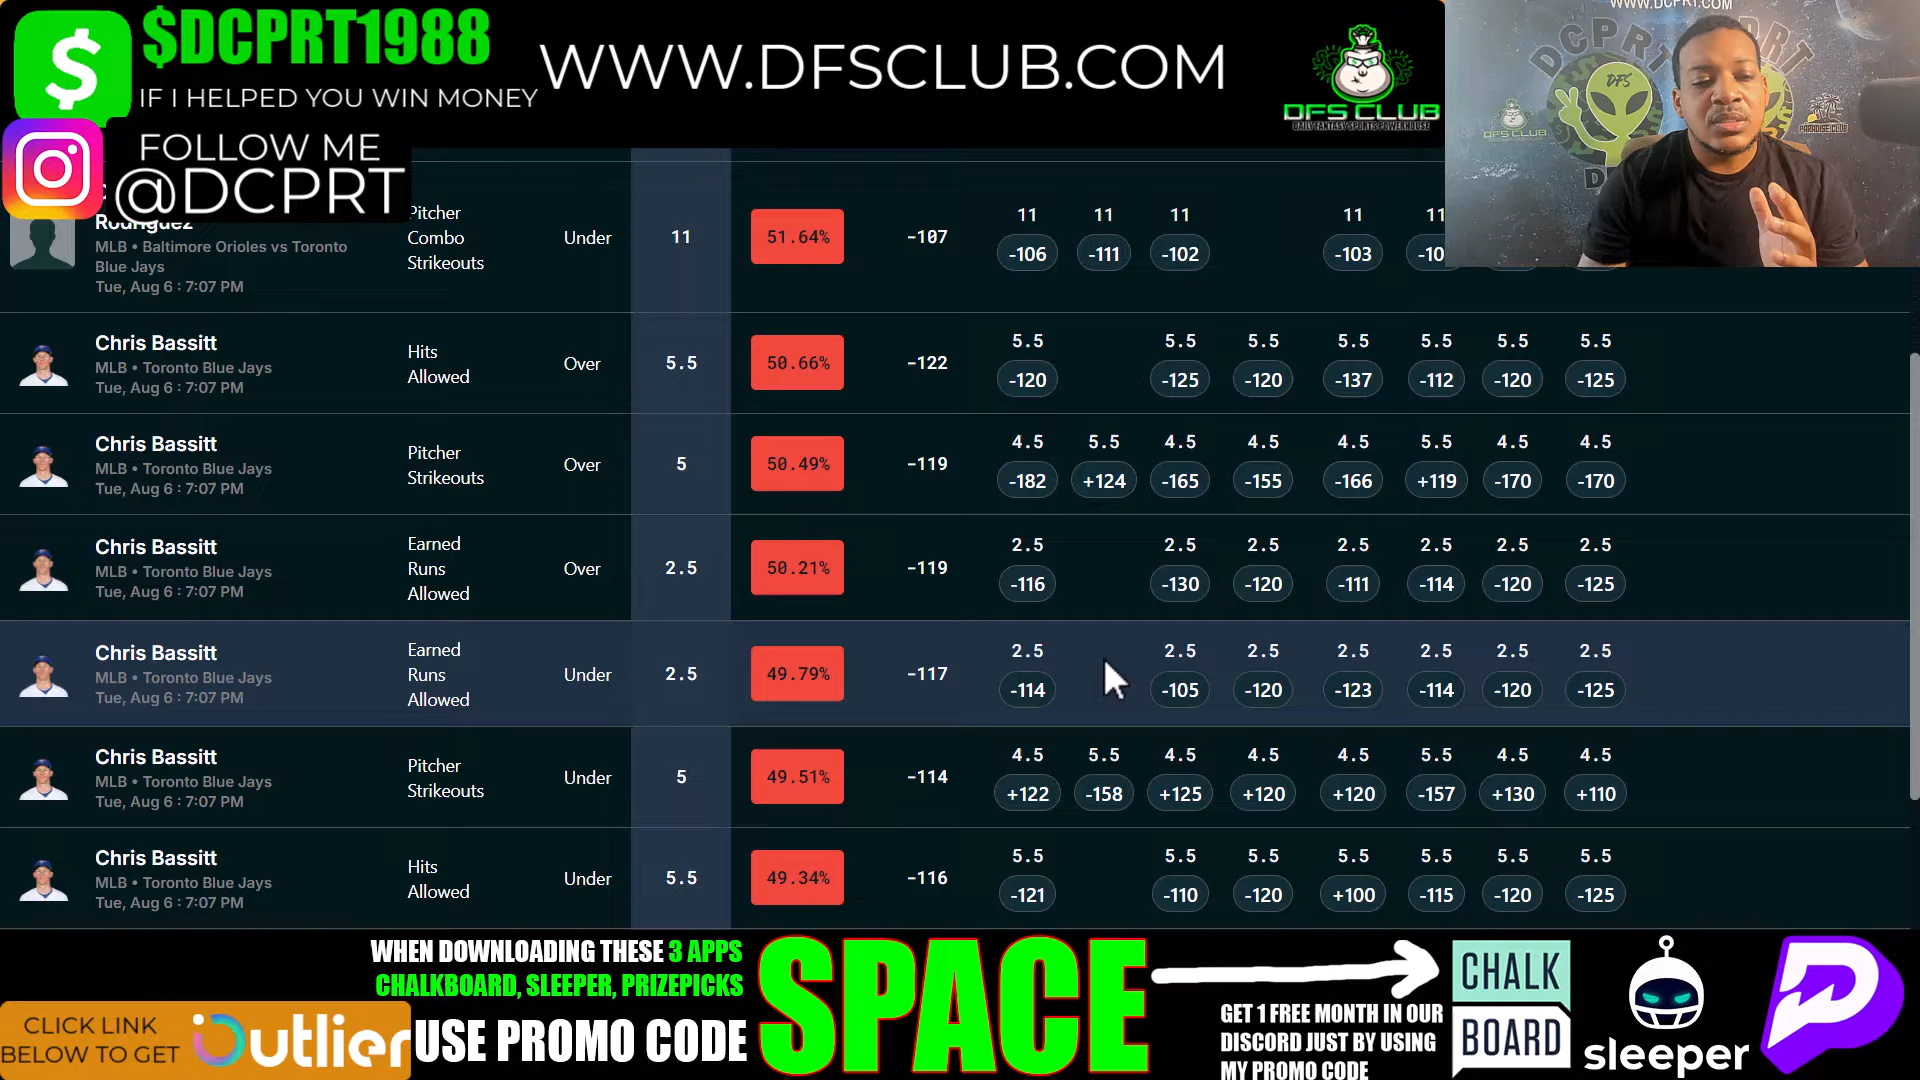 $DCPRT1988
IF I HELPED YOU WIN MONEY
WWW.DFSCLUB.COM
DFS CLUB
DAILY FANTASY SPORTS POWERHOUSE
WWW.DCPRT.COM
DCPRT
DFS
DFS CLUB
PARADISE CLUB
FOLLOW ME
@DCPRT
Rodriguez
MLB • Baltimore Orioles vs Toronto
Blue Jays
Tue, Aug 6 : 7:07 PM
Pitcher
Combo
Strikeouts
Under
11
51.64%
-107
11 11 11 11 11
-106 -111 -102 -103 -10
Chris Bassitt
MLB • Toronto Blue Jays
Tue, Aug 6 : 7:07 PM
Hits
Allowed
Over
5.5
50.66%
-122
5.5 5.5 5.5 5.5 5.5 5.5 5.5
-120 -125 -120 -137 -112 -120 -125
Chris Bassitt
MLB • Toronto Blue Jays
Tue, Aug 6 : 7:07 PM
Pitcher
Strikeouts
Over
5
50.49%
-119
4.5 5.5 4.5 4.5 4.5 5.5 4.5 4.5
-182 +124 -165 -155 -166 +119 -170 -170
Chris Bassitt
MLB • Toronto Blue Jays
Tue, Aug 6 : 7:07 PM
Earned
Runs
Allowed
Over
2.5
50.21%
-119
2.5 2.5 2.5 2.5 2.5 2.5 2.5
-116 -130 -120 -111 -114 -120 -125
Chris Bassitt
MLB • Toronto Blue Jays
Tue, Aug 6 : 7:07 PM
Earned
Runs
Allowed
Under
2.5
49.79%
-117
2.5 2.5 2.5 2.5 2.5 2.5 2.5
-114 -105 -120 -123 -114 -120 -125
Chris Bassitt
MLB • Toronto Blue Jays
Tue, Aug 6 : 7:07 PM
Pitcher
Strikeouts
Under
5
49.51%
-114
4.5 5.5 4.5 4.5 4.5 5.5 4.5 4.5
+122 -158 +125 +120 +120 -157 +130 +110
Chris Bassitt
MLB • Toronto Blue Jays
Tue, Aug 6 : 7:07 PM
Hits
Allowed
Under
5.5
49.34%
-116
5.5 5.5 5.5 5.5 5.5 5.5 5.5
-121 -110 -120 +100 -115 -120 -125
WHEN DOWNLOADING THESE 3 APPS
CHALKBOARD, SLEEPER, PRIZEPICKS
USE PROMO CODE
SPACE
CLICK LINK
BELOW TO GET
Outlier
GET 1 FREE MONTH IN OUR
DISCORD JUST BY USING
MY PROMO CODE
CHALK
BOARD
sleeper